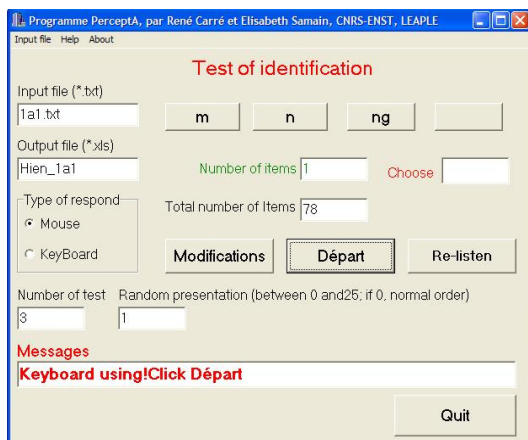 Programme PerceptA, par René Carré et Elisabeth Samain, CNRS-ENST, LEAPLE
Input file Help About
Test of identification
Input file (*.txt)
1a1.txt
m n ng
Output file (*.xls)
Hien_1a1
Number of items 1
Choose
Type of respond
Mouse
KeyBoard
Total number of Items 78
Modifications Départ Re-listen
Number of test Random presentation (between 0 and25; if 0, normal order)
3 1
Messages
Keyboard using!Click Départ
Quit